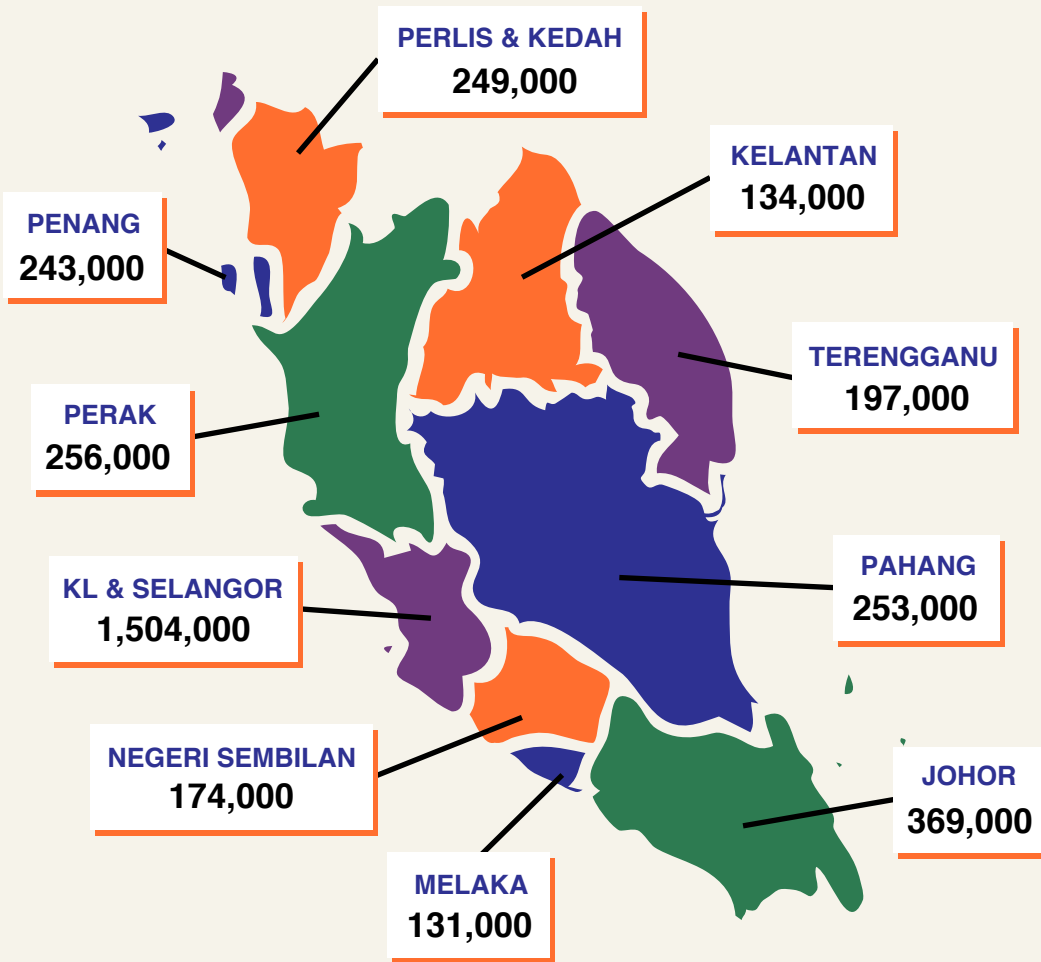 PERLIS & KEDAH
249,000
KELANTAN
134,000
PENANG
243,000
TERENGGANU
197,000
PERAK
256,000
KL & SELANGOR
1,504,000
PAHANG
253,000
NEGERI SEMBILAN
174,000
JOHOR
369,000
MELAKA
131,000